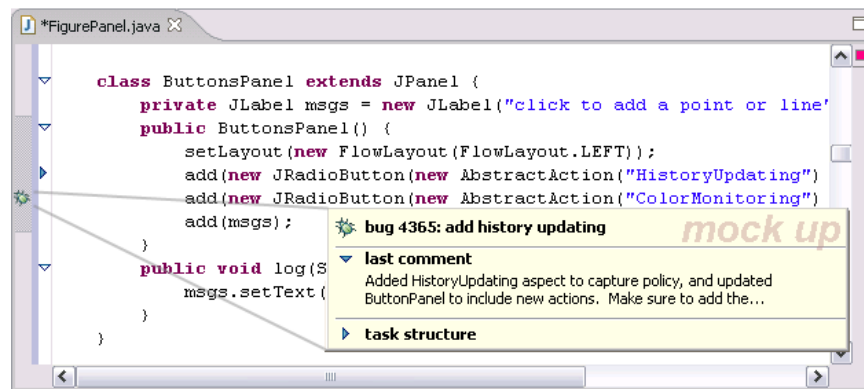 *FigurePanel.java
class ButtonsPanel extends JPanel {
private JLabel msgs = new JLabel("click to add a point or line"
public ButtonsPanel() {
setLayout(new FlowLayout(FlowLayout.LEFT));
add(new JRadioButton(new AbstractAction("HistoryUpdating")
add(new JRadioButton(new AbstractAction("ColorMonitoring")
add(msgs);
}
public void log(S
msgs.setText(
}
}
bug 4365: add history updating
mock up
last comment
Added HistoryUpdating aspect to capture policy, and updated
ButtonPanel to include new actions. Make sure to add the...
task structure